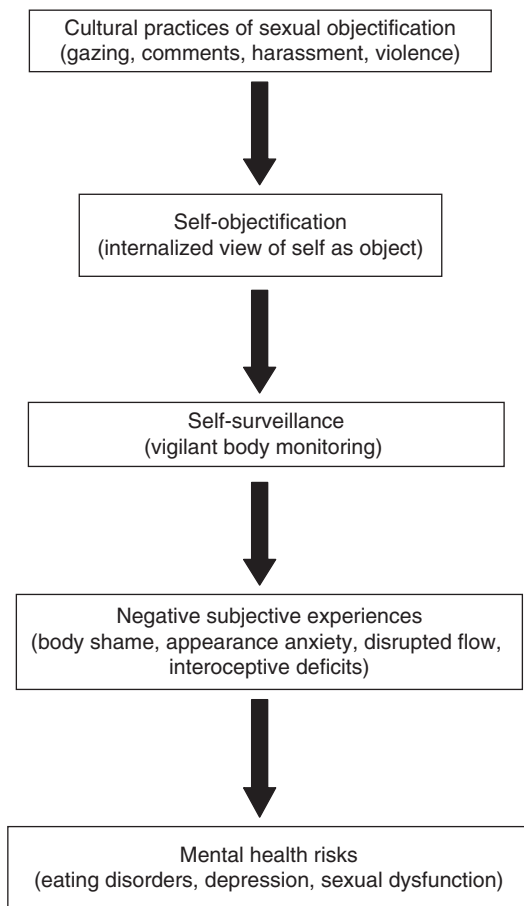 Cultural practices of sexual objectification
(gazing, comments, harassment, violence)
Self-objectification
(internalized view of self as object)
Self-surveillance
(vigilant body monitoring)
Negative subjective experiences
(body shame, appearance anxiety, disrupted flow,
interoceptive deficits)
Mental health risks
(eating disorders, depression, sexual dysfunction)